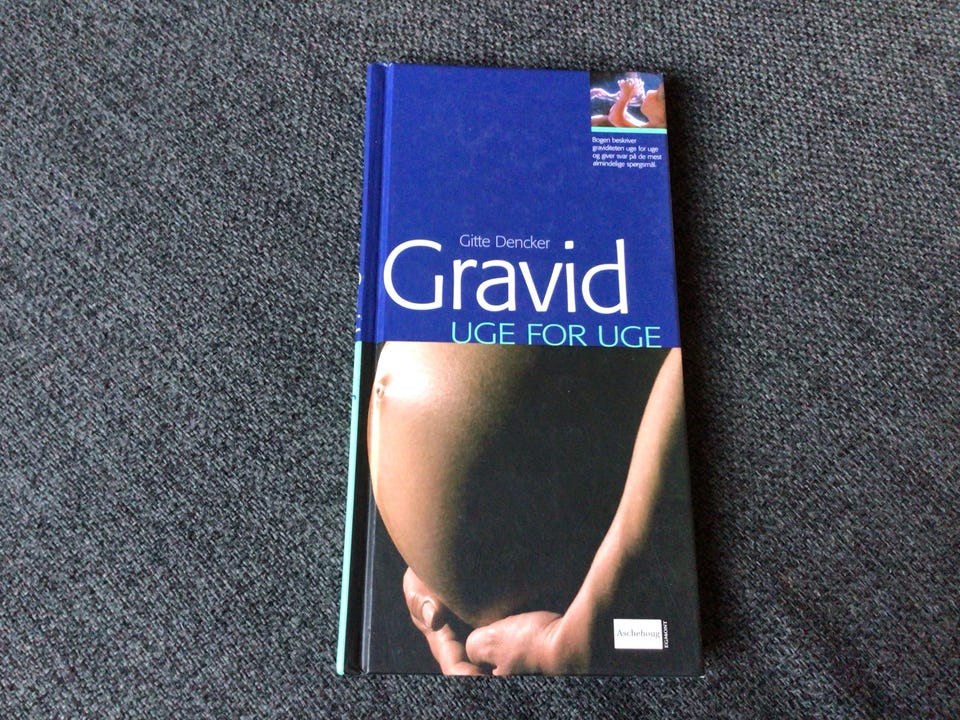 Bogen beskriver
graviditeten uge for uge
og giver svar på de mest
almindelige spørgsmål.
Gitte Dencker
Gravid
UGE FOR UGE
Aschehoug
EGMONT